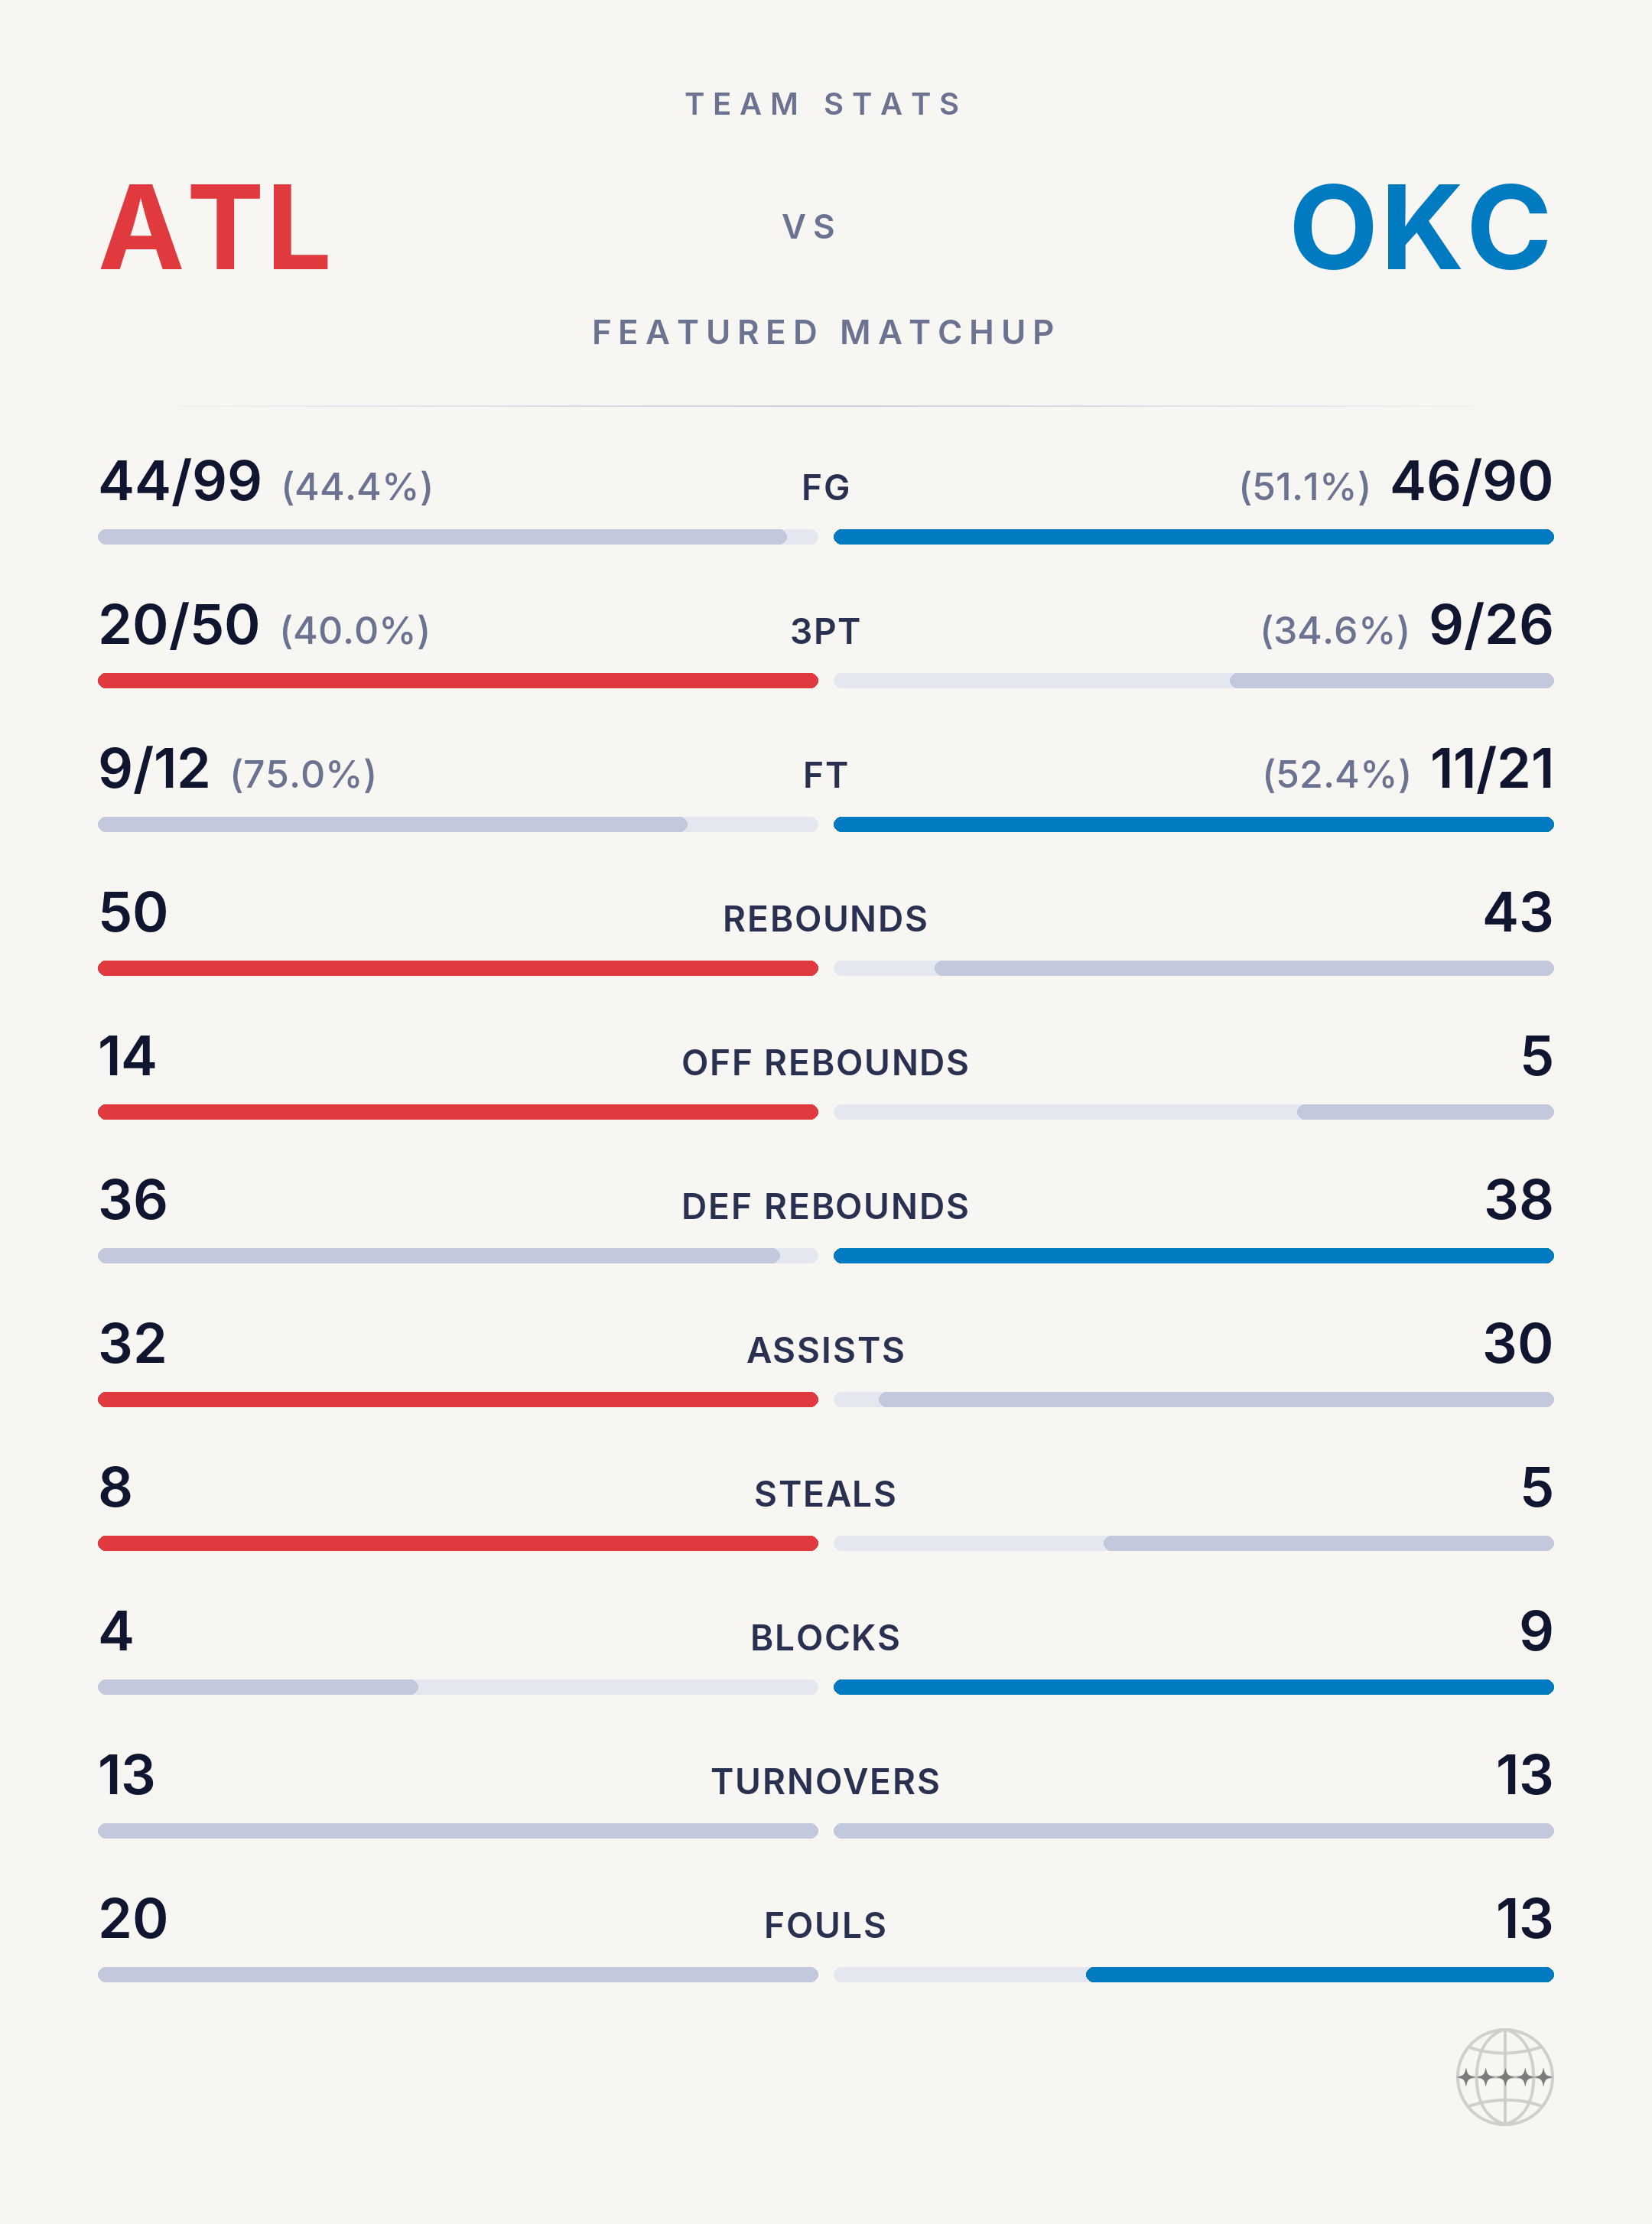 TEAM STATS
ATL VS OKC
FEATURED MATCHUP
44/99 (44.4%) FG (51.1%) 46/90
20/50 (40.0%) 3PT (34.6%) 9/26
9/12 (75.0%) FT (52.4%) 11/21
50 REBOUNDS 43
14 OFF REBOUNDS 5
36 DEF REBOUNDS 38
32 ASSISTS 30
8 STEALS 5
4 BLOCKS 9
13 TURNOVERS 13
20 FOULS 13